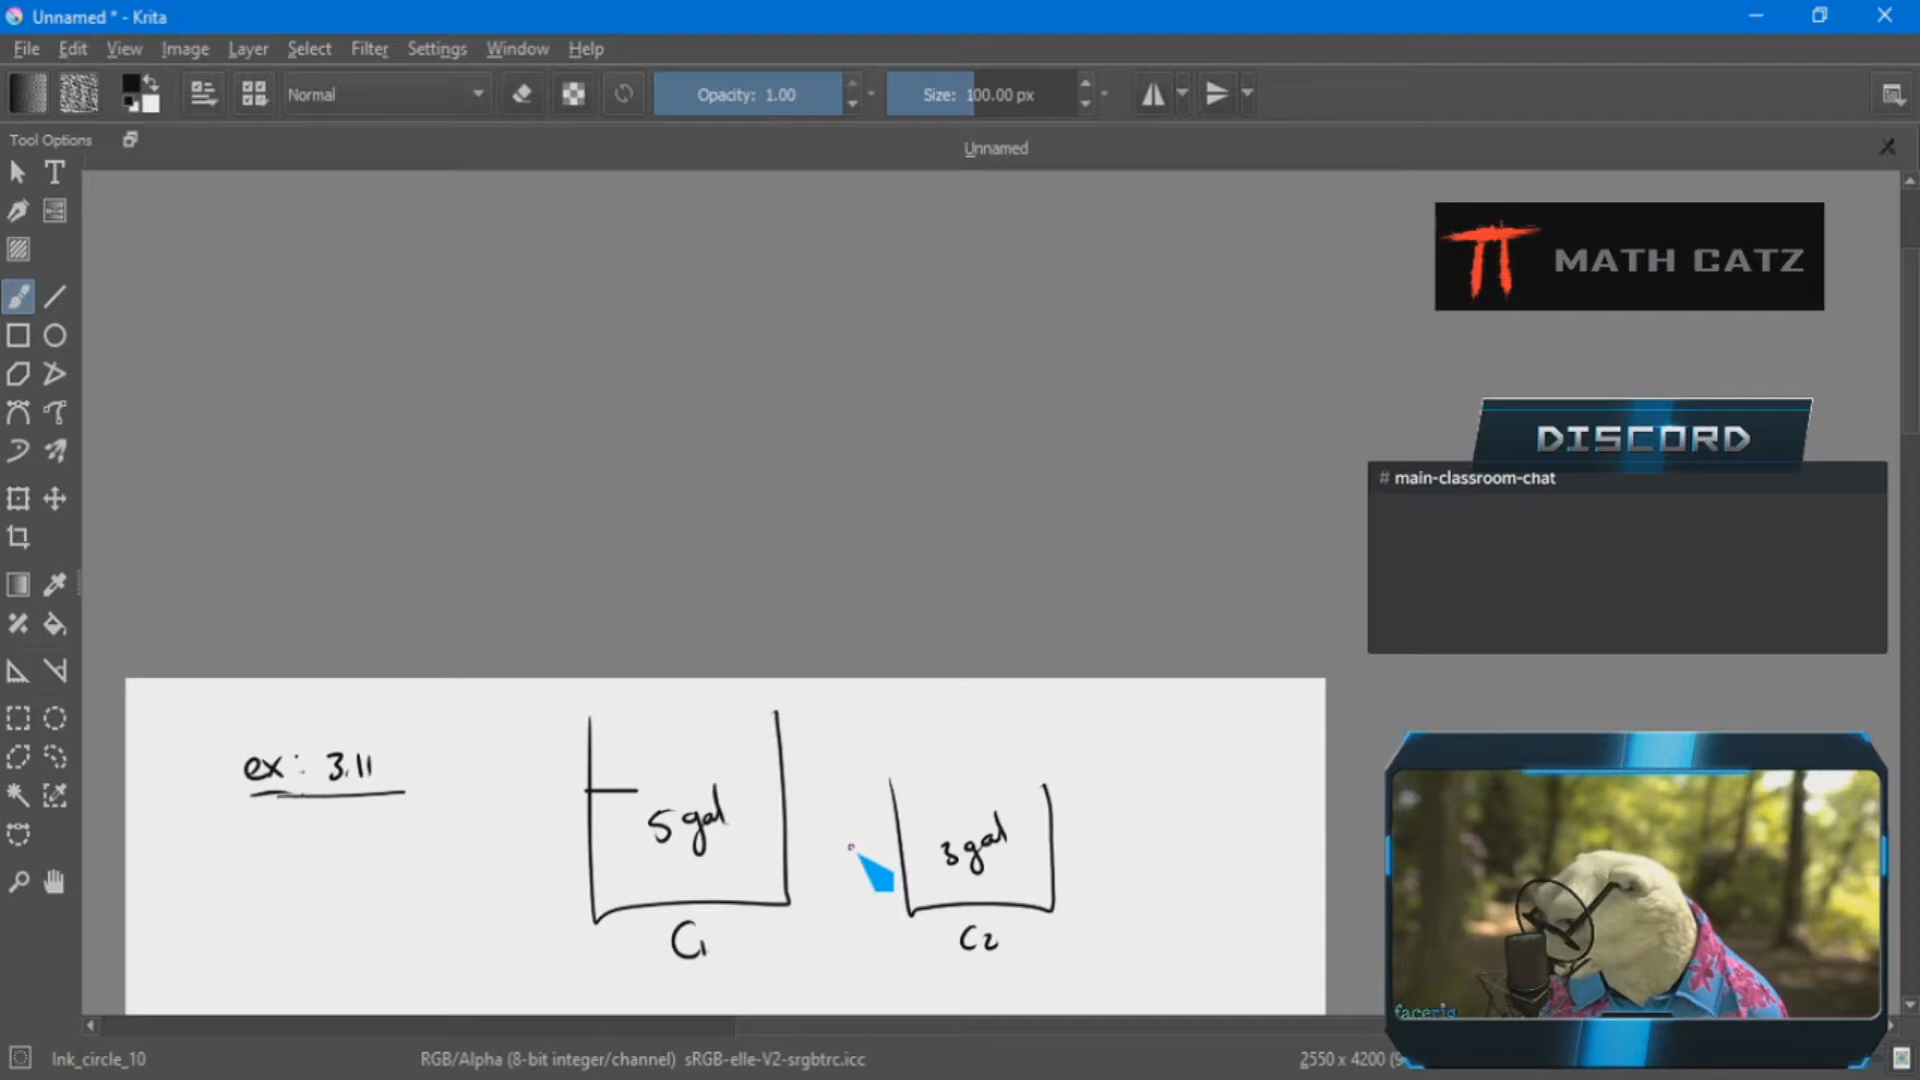 Unnamed * - Krita
File Edit View Image Layer Select Filter Settings Window Help
Normal Opacity: 1.00 Size: 100.00 px
Tool Options
Unnamed
T
π MATH CATZ
DISCORD
# main-classroom-chat
ex: 3.11
5 gal
3 gal
C1
C2
facerig
Ink_circle_10
RGB/Alpha (8-bit integer/channel) sRGB-elle-V2-srgbtrc.icc
2550 x 4200 (9